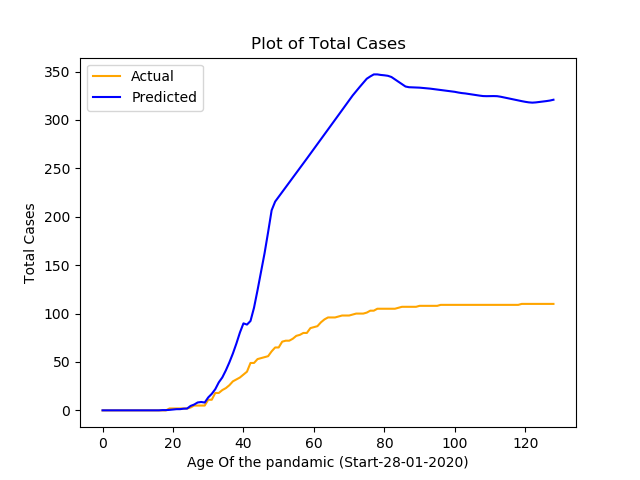 Plot of Total Cases
Actual
Predicted
350
300
250
200
150
100
50
0
Total Cases
0 20 40 60 80 100 120
Age Of the pandamic (Start-28-01-2020)